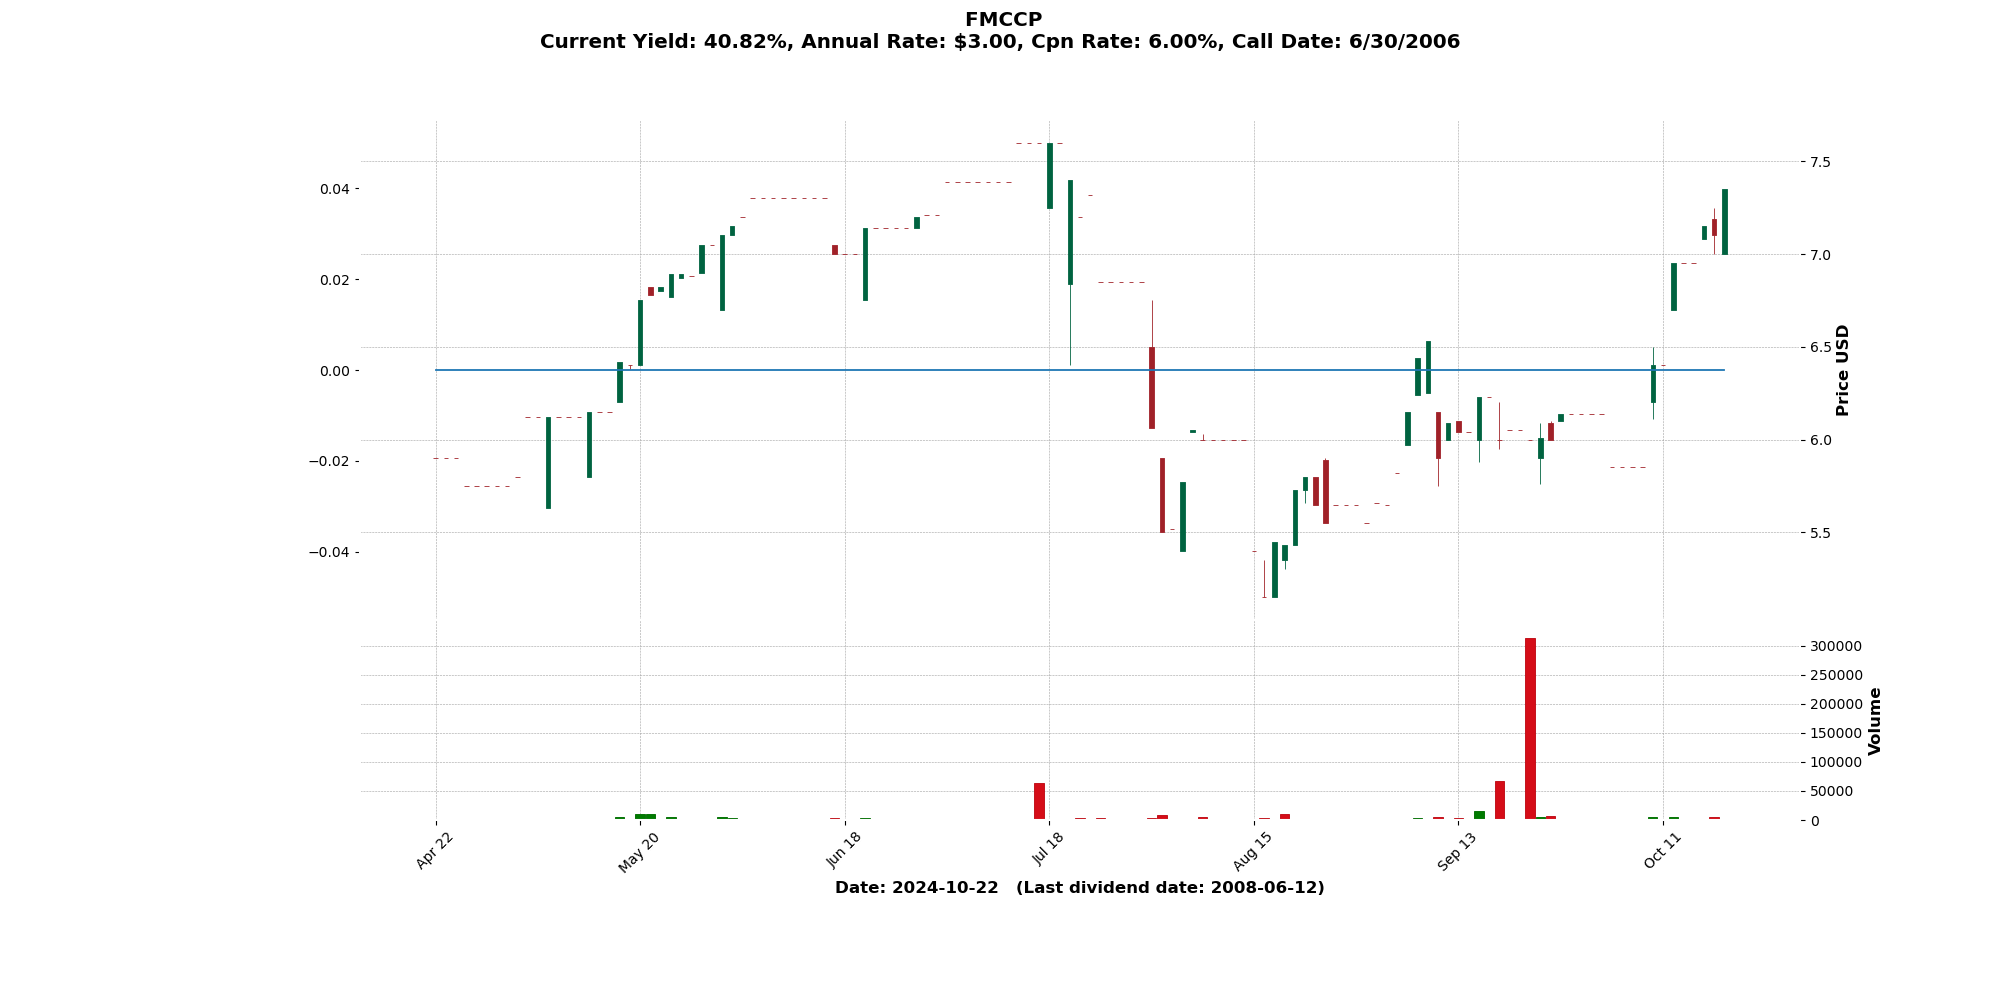 FMCCP
Current Yield: 40.82%, Annual Rate: $3.00, Cpn Rate: 6.00%, Call Date: 6/30/2006
0.04
0.02
0.00
−0.02
−0.04
7.5
7.0
6.5
6.0
5.5
Price USD
300000
250000
200000
150000
100000
50000
0
Volume
Apr 22
May 20
Jun 18
Jul 18
Aug 15
Sep 13
Oct 11
Date: 2024-10-22   (Last dividend date: 2008-06-12)